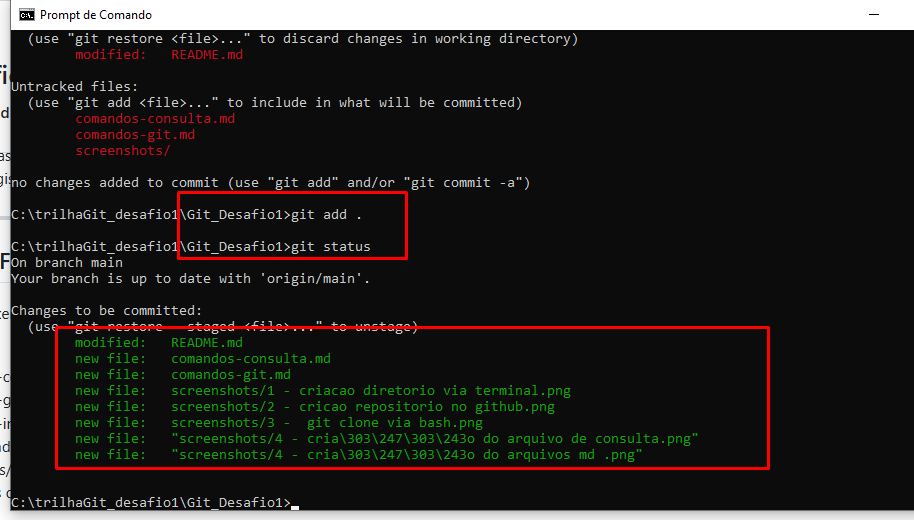 Prompt de Comando
(use "git restore <file>..." to discard changes in working directory)
modified:   README.md
Untracked files:
(use "git add <file>..." to include in what will be committed)
comandos-consulta.md
comandos-git.md
screenshots/
no changes added to commit (use "git add" and/or "git commit -a")
C:\trilhaGit_desafio1\Git_Desafio1>git add .
C:\trilhaGit_desafio1\Git_Desafio1>git status
On branch main
Your branch is up to date with 'origin/main'.
Changes to be committed:
(use "git restore --staged <file>..." to unstage)
modified:   README.md
new file:   comandos-consulta.md
new file:   comandos-git.md
new file:   screenshots/1 - criacao diretorio via terminal.png
new file:   screenshots/2 - cricao repositorio no github.png
new file:   screenshots/3 -  git clone via bash.png
new file:   "screenshots/4 - cria\303\247\303\243o do arquivo de consulta.png"
new file:   "screenshots/4 - cria\303\247\303\243o do arquivos md .png"
C:\trilhaGit_desafio1\Git_Desafio1>